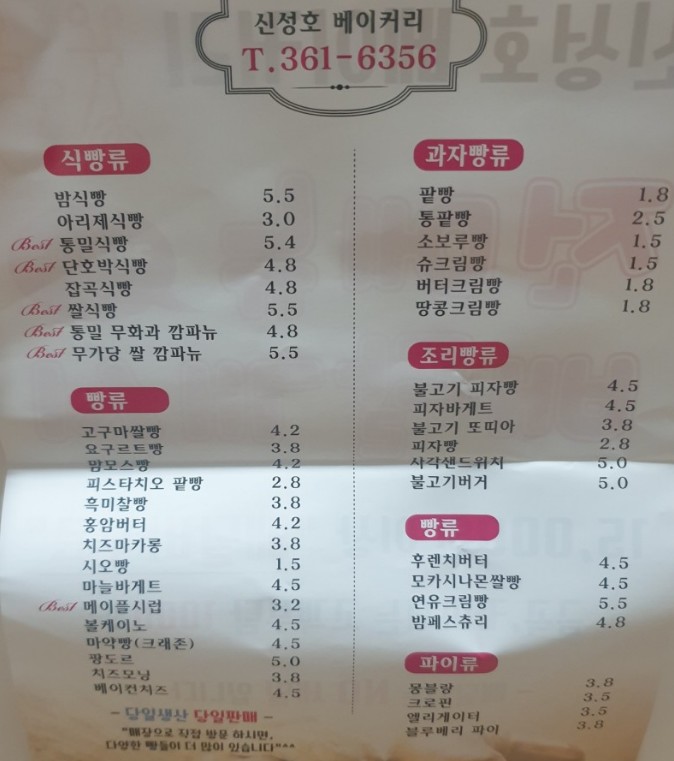 신성호 베이커리
T.361-6356
식빵류
밤식빵 5.5
아리제식빵 3.0
Best 통밀식빵 5.4
Best 단호박식빵 4.8
잡곡식빵 4.8
Best 쌀식빵 5.5
Best 통밀 무화과 깜파뉴 4.8
Best 무가당 쌀 깜파뉴 5.5
빵류
고구마쌀빵 4.2
요구르트빵 3.8
맘모스빵 4.2
피스타치오 팥빵 2.8
흑미찰빵 3.8
홍암버터 4.2
치즈마카롱 3.8
시오빵 1.5
마늘바게트 4.5
Best 메이플시럽 3.2
볼케이노 4.5
마약빵(크래존) 4.5
팡도르 5.0
치즈모닝 3.8
베이컨치즈 4.5
- 당일생산 당일판매 -
"매장으로 직접 방문 하시면,
다양한 빵들이 더 많이 있습니다"^^
과자빵류
팥빵 1.8
통팥빵 2.5
소보루빵 1.5
슈크림빵 1.5
버터크림빵 1.8
땅콩크림빵 1.8
조리빵류
불고기 피자빵 4.5
피자바게트 4.5
불고기 또띠아 3.8
피자빵 2.8
사각샌드위치 5.0
불고기버거 5.0
빵류
후렌치버터 4.5
모카시나몬쌀빵 4.5
연유크림빵 5.5
밤페스츄리 4.8
파이류
몽블랑 3.8
크로핀 3.5
엘리게이터 3.5
블루베리 파이 3.8